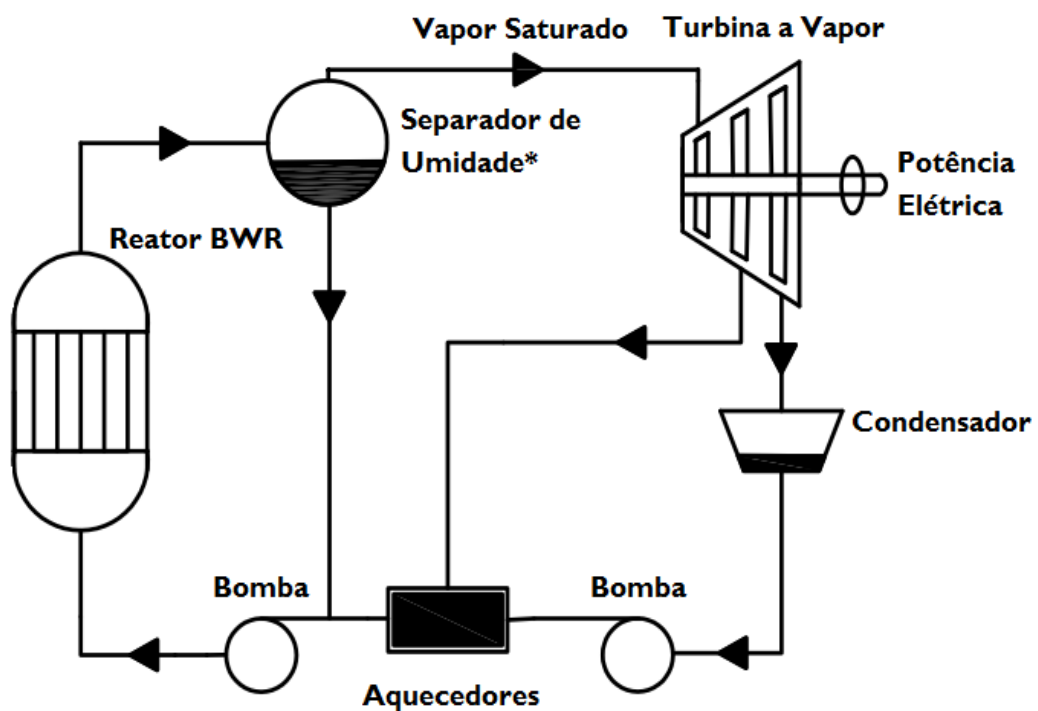 Vapor Saturado
Turbina a Vapor
Separador de
Umidade*
Potência
Elétrica
Reator BWR
Condensador
Bomba
Bomba
Aquecedores